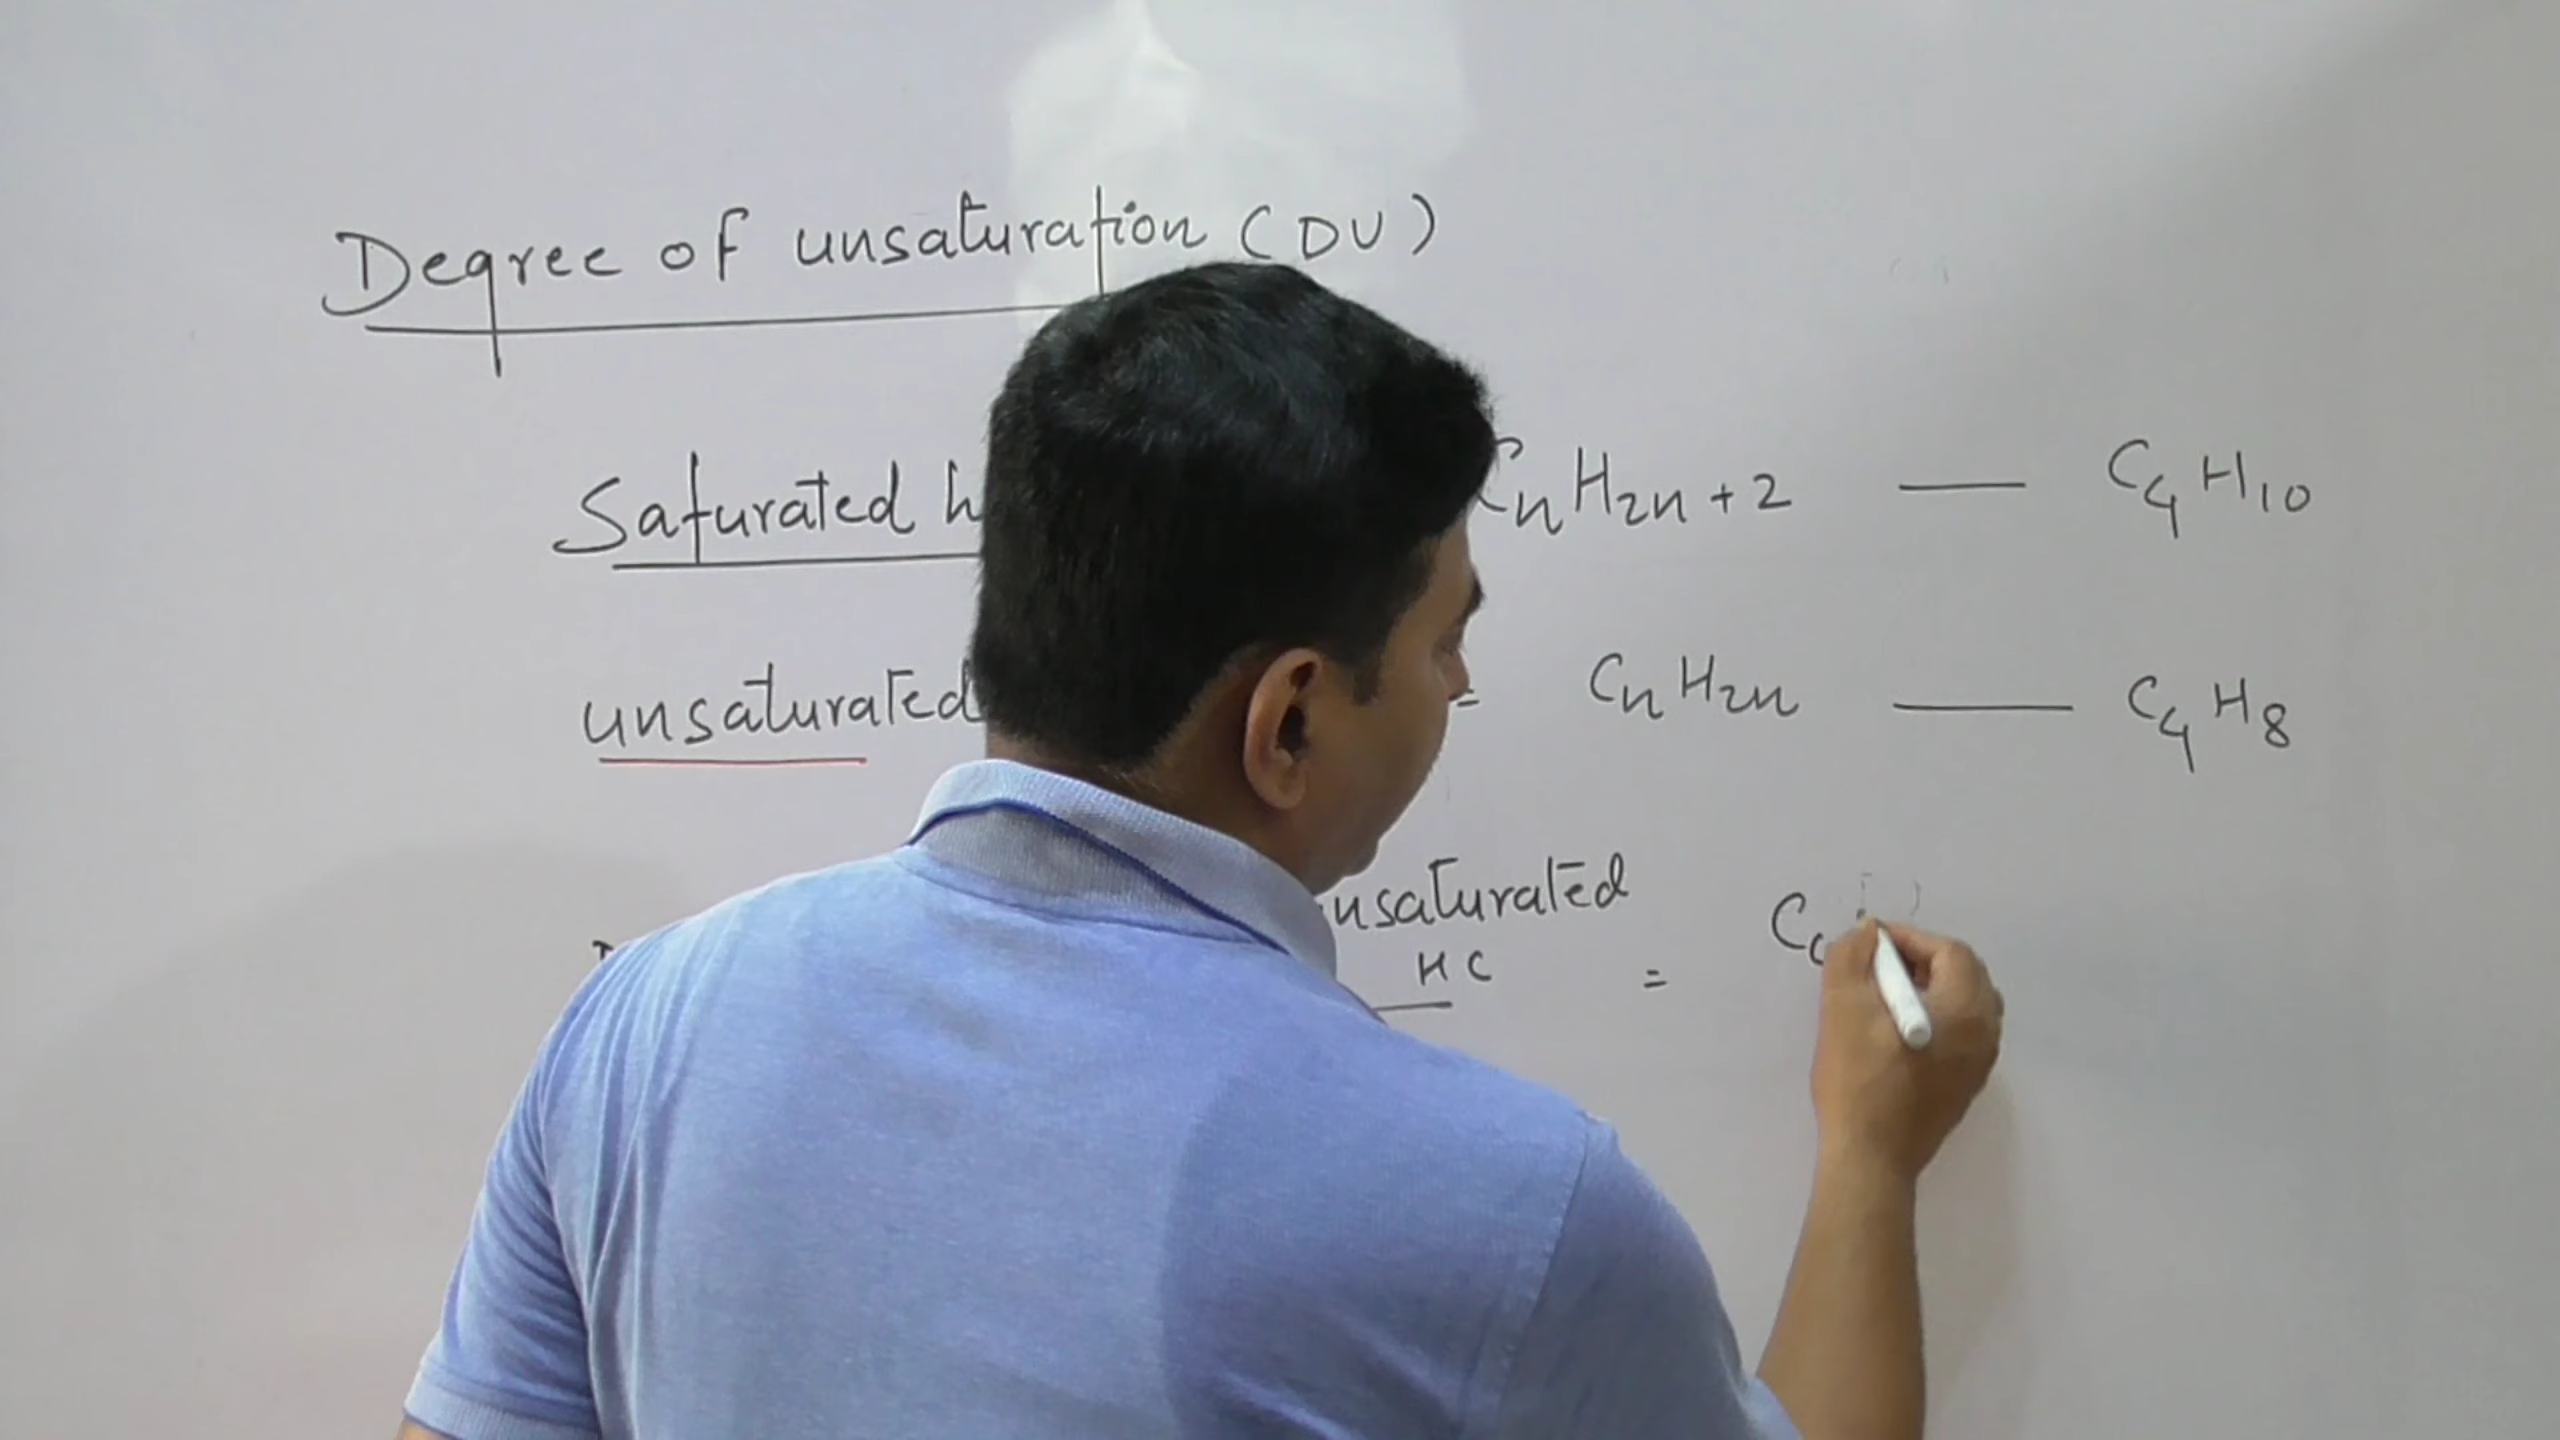 Degree of unsaturation (DU)
Saturated h CnH2n+2 — C4H10
unsaturated = CnH2n — C4H8
nsaturated
HC = C